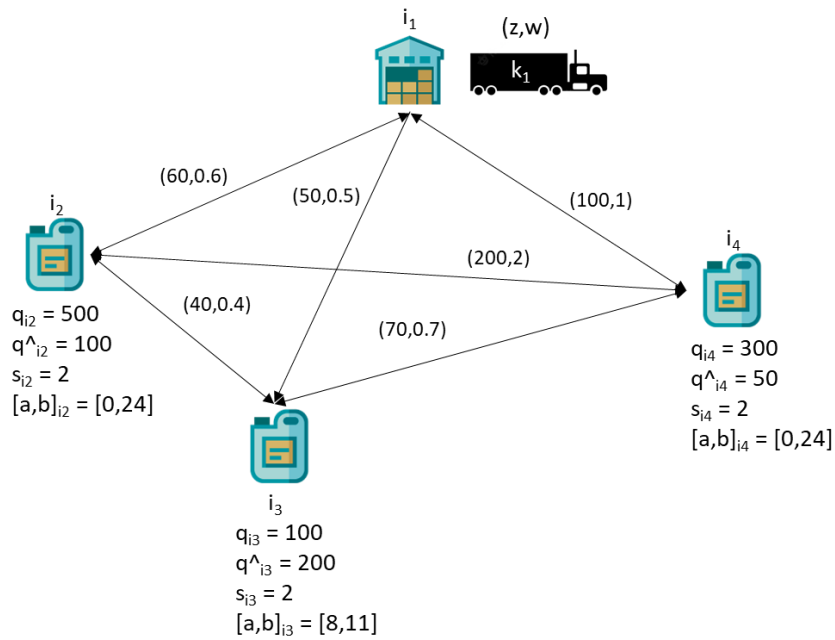 i1
(z,w)
k1
(60,0.6)
(50,0.5)
(100,1)
i2
i4
(200,2)
(40,0.4)
(70,0.7)
qi2 = 500
q^i2 = 100
si2 = 2
[a,b]i2 = [0,24]
qi4 = 300
q^i4 = 50
si4 = 2
[a,b]i4 = [0,24]
i3
qi3 = 100
q^i3 = 200
si3 = 2
[a,b]i3 = [8,11]